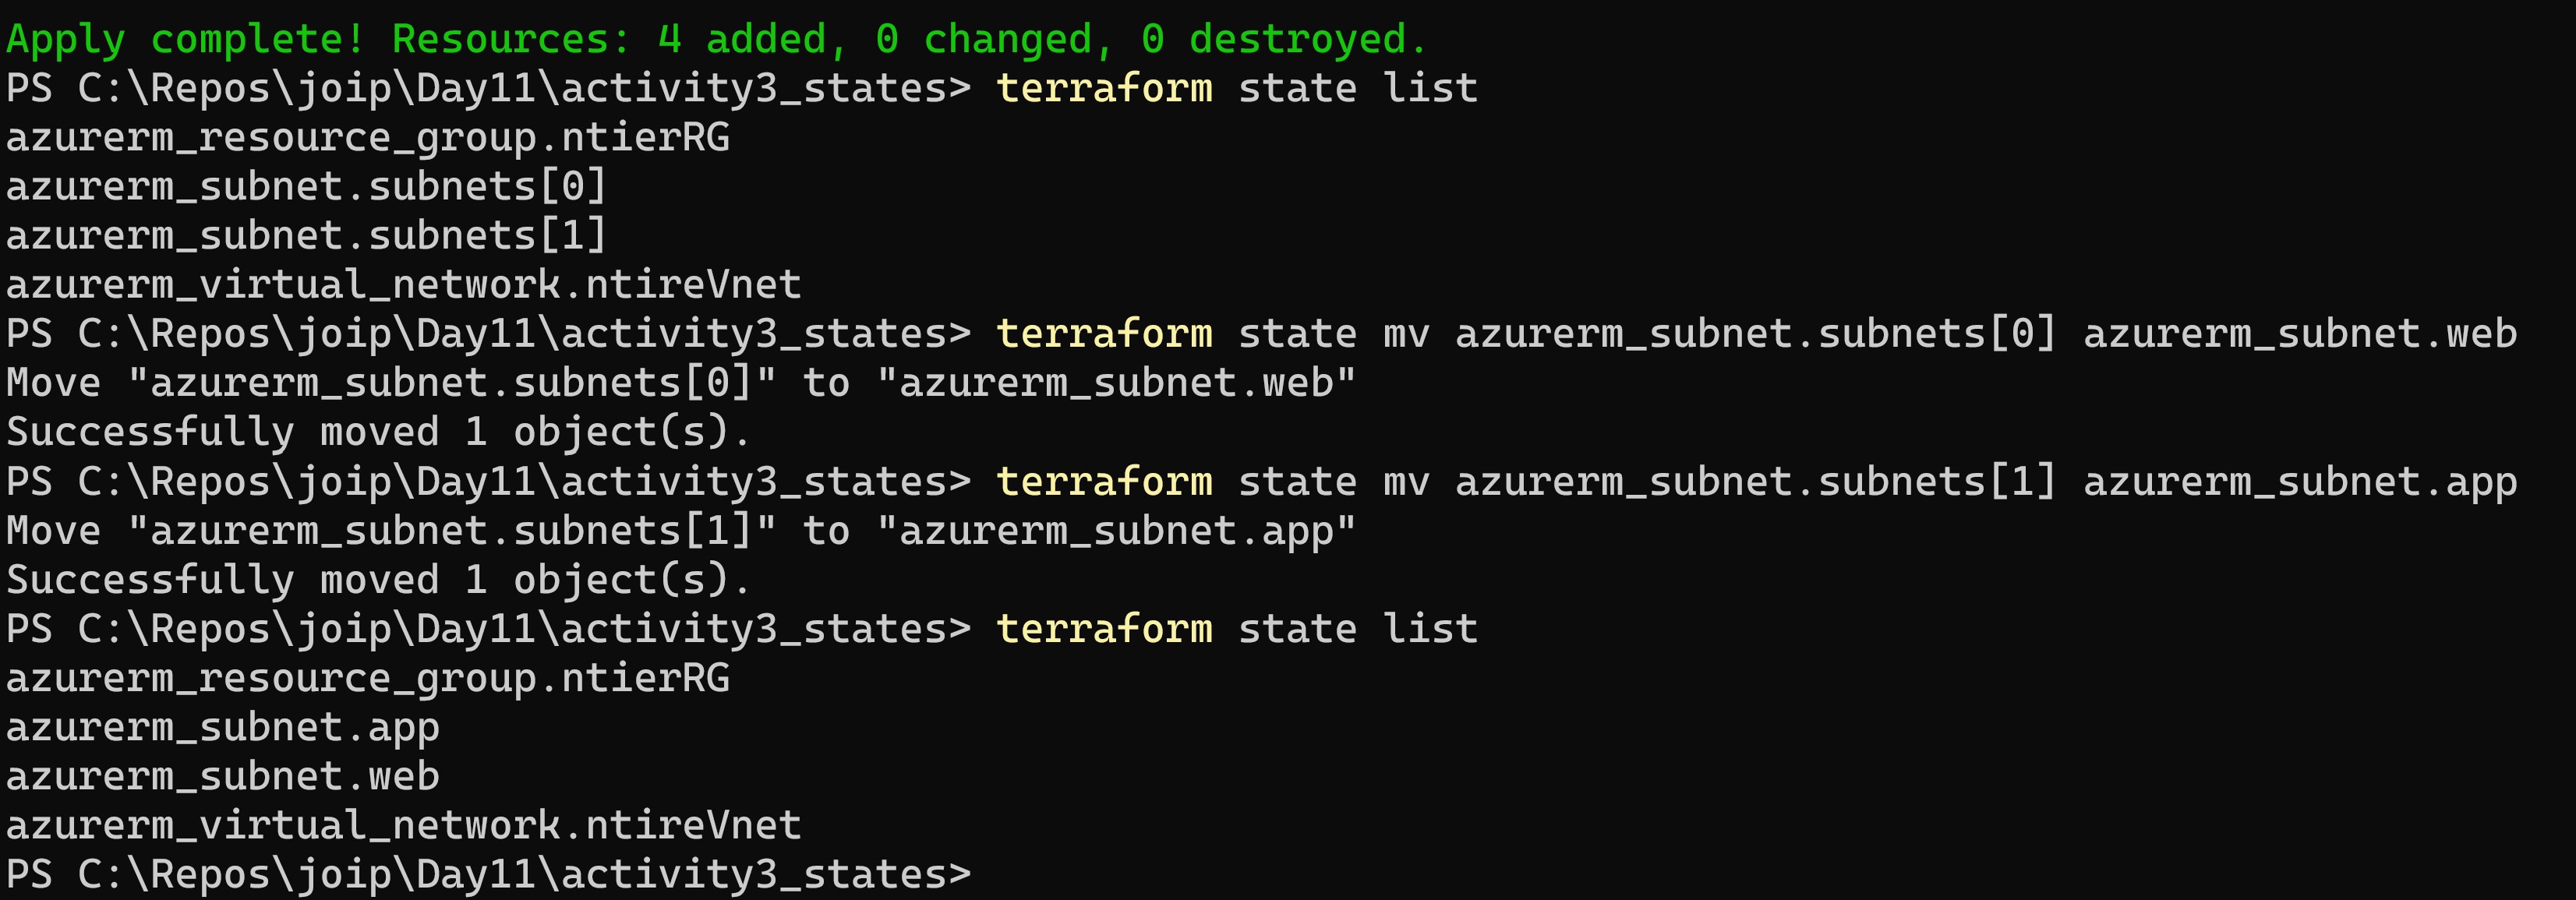 Apply complete! Resources: 4 added, 0 changed, 0 destroyed.
PS C:\Repos\joip\Day11\activity3_states> terraform state list
azurerm_resource_group.ntierRG
azurerm_subnet.subnets[0]
azurerm_subnet.subnets[1]
azurerm_virtual_network.ntireVnet
PS C:\Repos\joip\Day11\activity3_states> terraform state mv azurerm_subnet.subnets[0] azurerm_subnet.web
Move "azurerm_subnet.subnets[0]" to "azurerm_subnet.web"
Successfully moved 1 object(s).
PS C:\Repos\joip\Day11\activity3_states> terraform state mv azurerm_subnet.subnets[1] azurerm_subnet.app
Move "azurerm_subnet.subnets[1]" to "azurerm_subnet.app"
Successfully moved 1 object(s).
PS C:\Repos\joip\Day11\activity3_states> terraform state list
azurerm_resource_group.ntierRG
azurerm_subnet.app
azurerm_subnet.web
azurerm_virtual_network.ntireVnet
PS C:\Repos\joip\Day11\activity3_states>